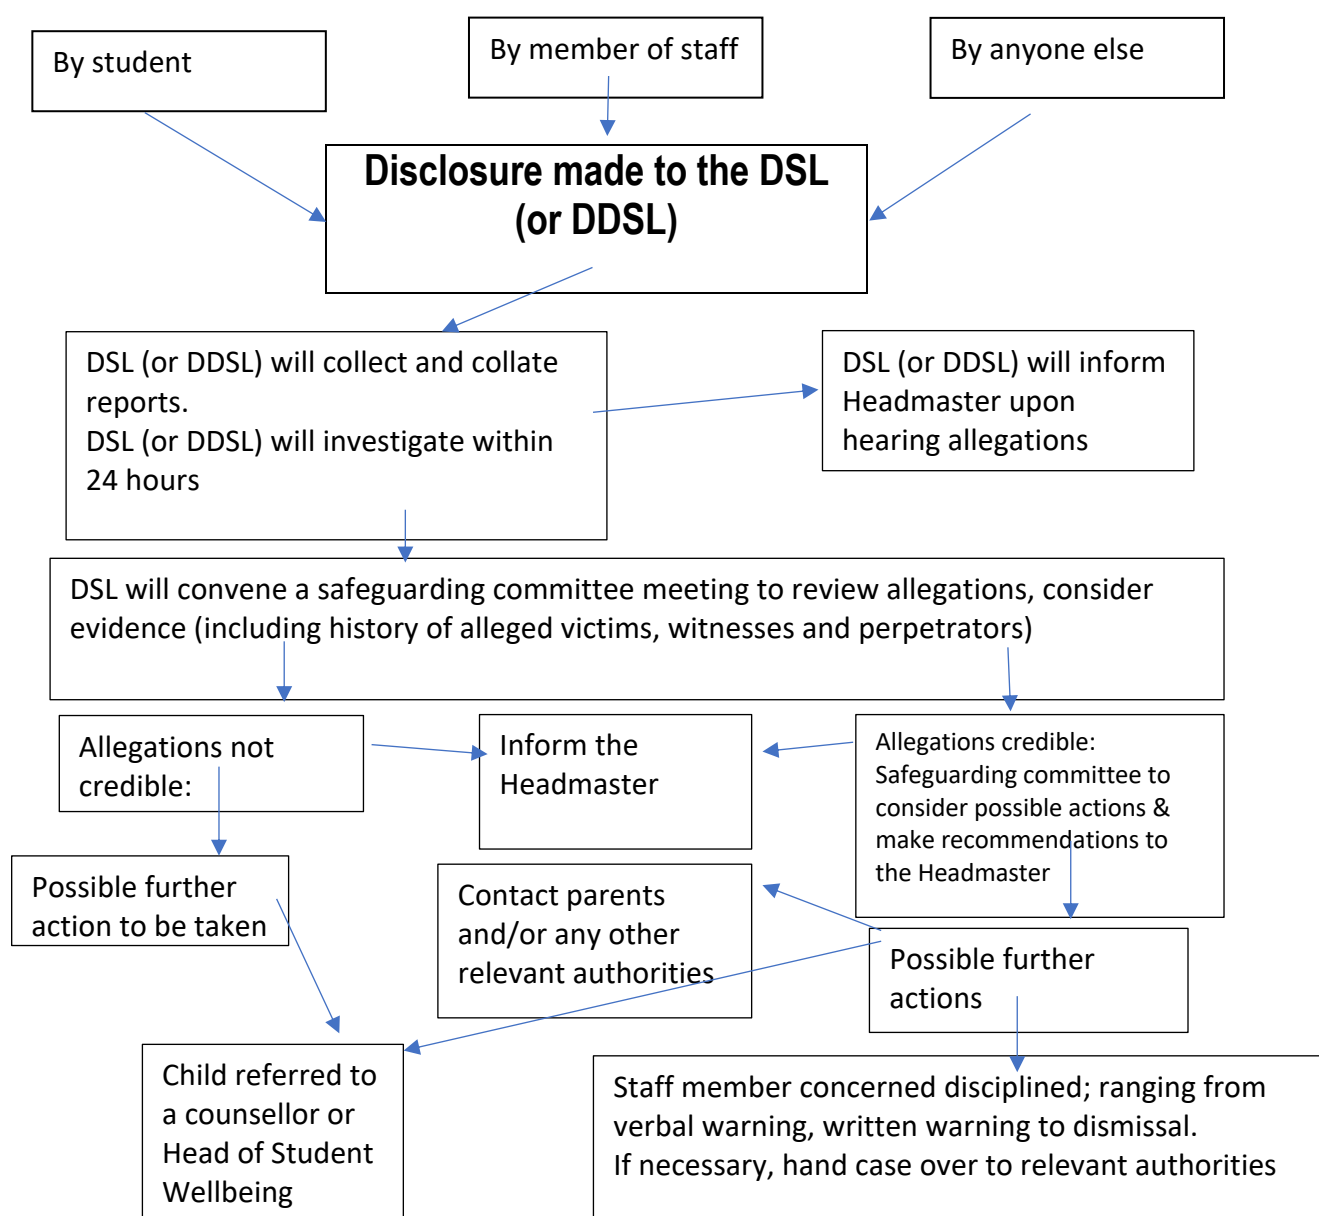 By student
By member of staff
By anyone else
Disclosure made to the DSL
(or DDSL)
DSL (or DDSL) will collect and collate
reports.
DSL (or DDSL) will investigate within
24 hours
DSL (or DDSL) will inform
Headmaster upon
hearing allegations
DSL will convene a safeguarding committee meeting to review allegations, consider
evidence (including history of alleged victims, witnesses and perpetrators)
Allegations not
credible:
Inform the
Headmaster
Allegations credible:
Safeguarding committee to
consider possible actions &
make recommendations to
the Headmaster
Possible further
action to be taken
Contact parents
and/or any other
relevant authorities
Possible further
actions
Child referred to
a counsellor or
Head of Student
Wellbeing
Staff member concerned disciplined; ranging from
verbal warning, written warning to dismissal.
If necessary, hand case over to relevant authorities